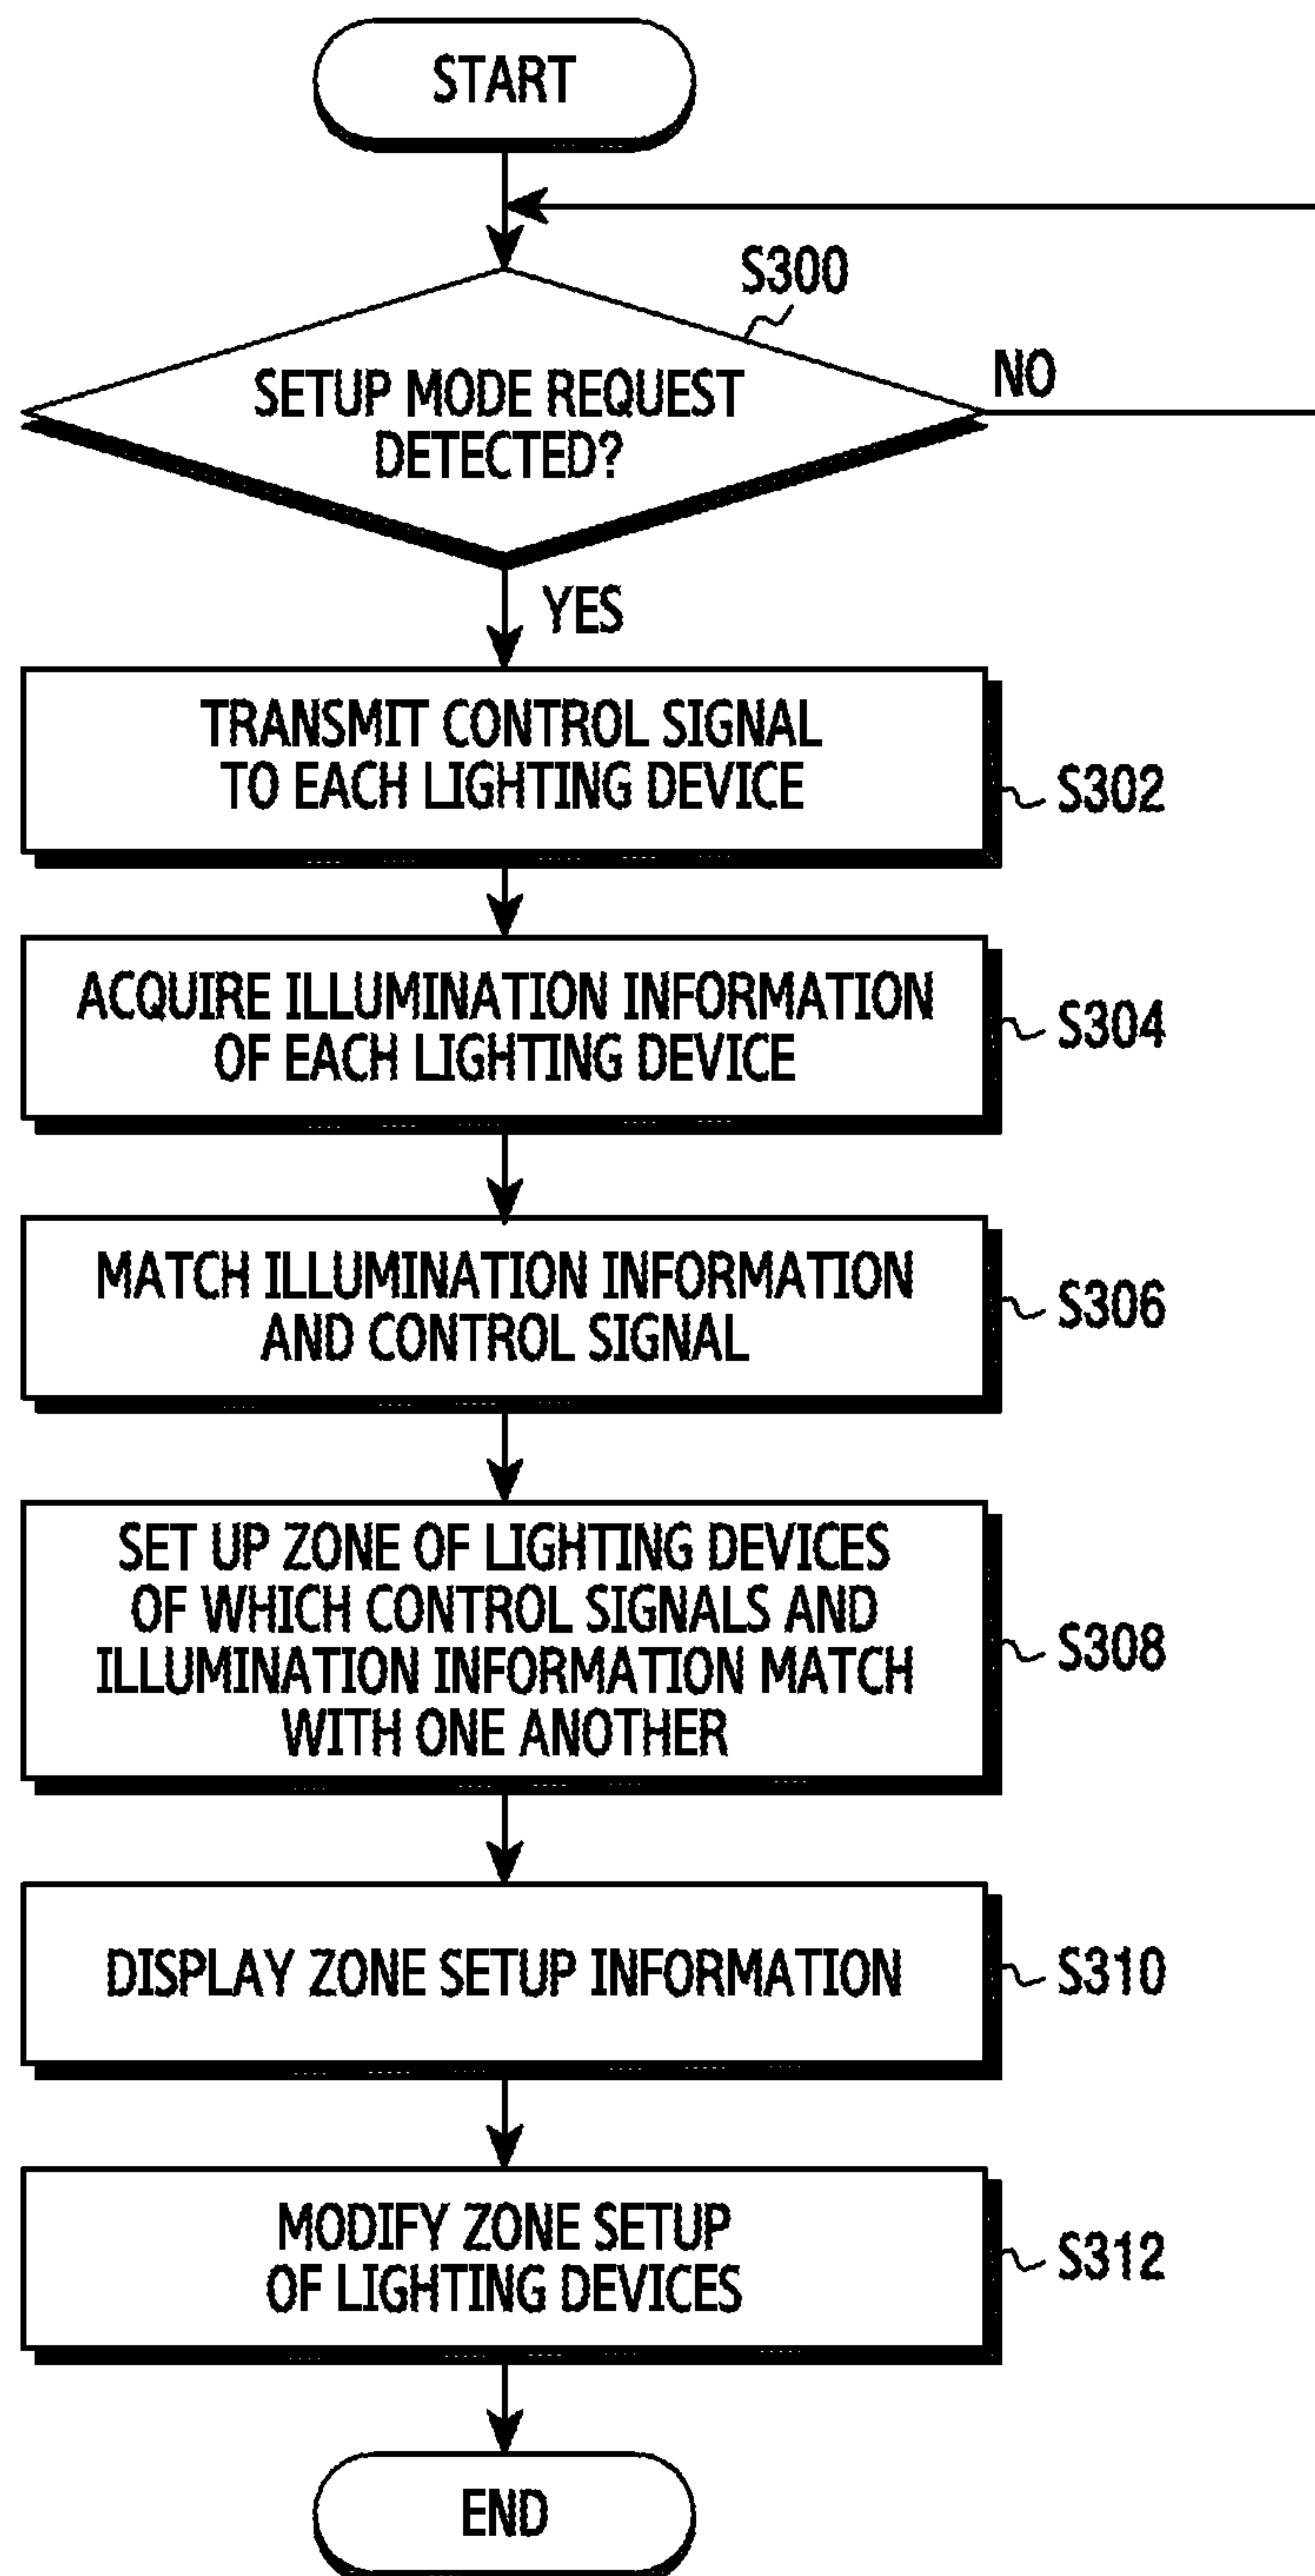 START
S300
SETUP MODE REQUEST
DETECTED?
NO
YES
TRANSMIT CONTROL SIGNAL
TO EACH LIGHTING DEVICE
S302
ACQUIRE ILLUMINATION INFORMATION
OF EACH LIGHTING DEVICE
S304
MATCH ILLUMINATION INFORMATION
AND CONTROL SIGNAL
S306
SET UP ZONE OF LIGHTING DEVICES
OF WHICH CONTROL SIGNALS AND
ILLUMINATION INFORMATION MATCH
WITH ONE ANOTHER
S308
DISPLAY ZONE SETUP INFORMATION
S310
MODIFY ZONE SETUP
OF LIGHTING DEVICES
S312
END